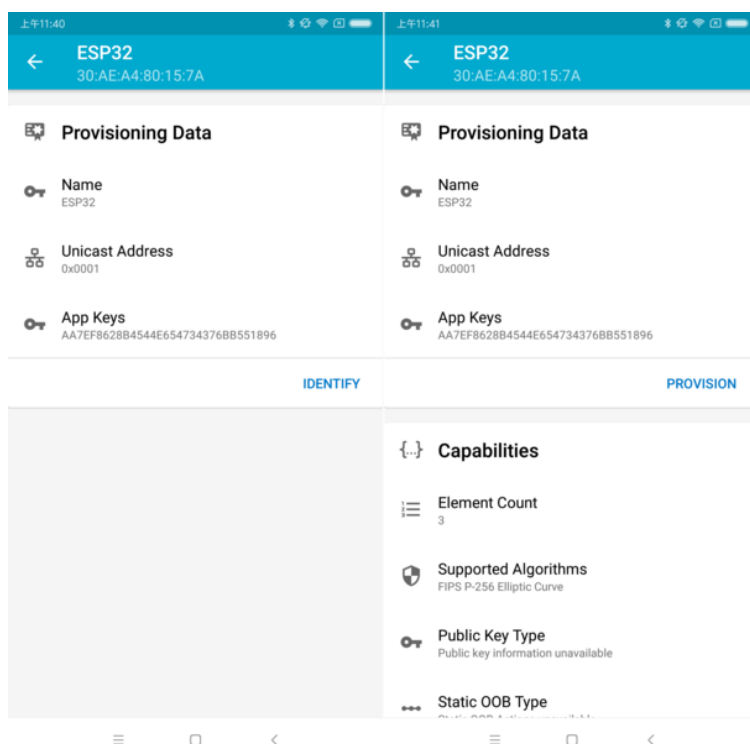 上午11:40
ESP32
30:AE:A4:80:15:7A
Provisioning Data
Name
ESP32
Unicast Address
0x0001
App Keys
AA7EF8628B4544E654734376BB551896
IDENTIFY
上午11:41
ESP32
30:AE:A4:80:15:7A
Provisioning Data
Name
ESP32
Unicast Address
0x0001
App Keys
AA7EF8628B4544E654734376BB551896
PROVISION
{...} Capabilities
Element Count
3
Supported Algorithms
FIPS P-256 Elliptic Curve
Public Key Type
Public key information unavailable
Static OOB Type